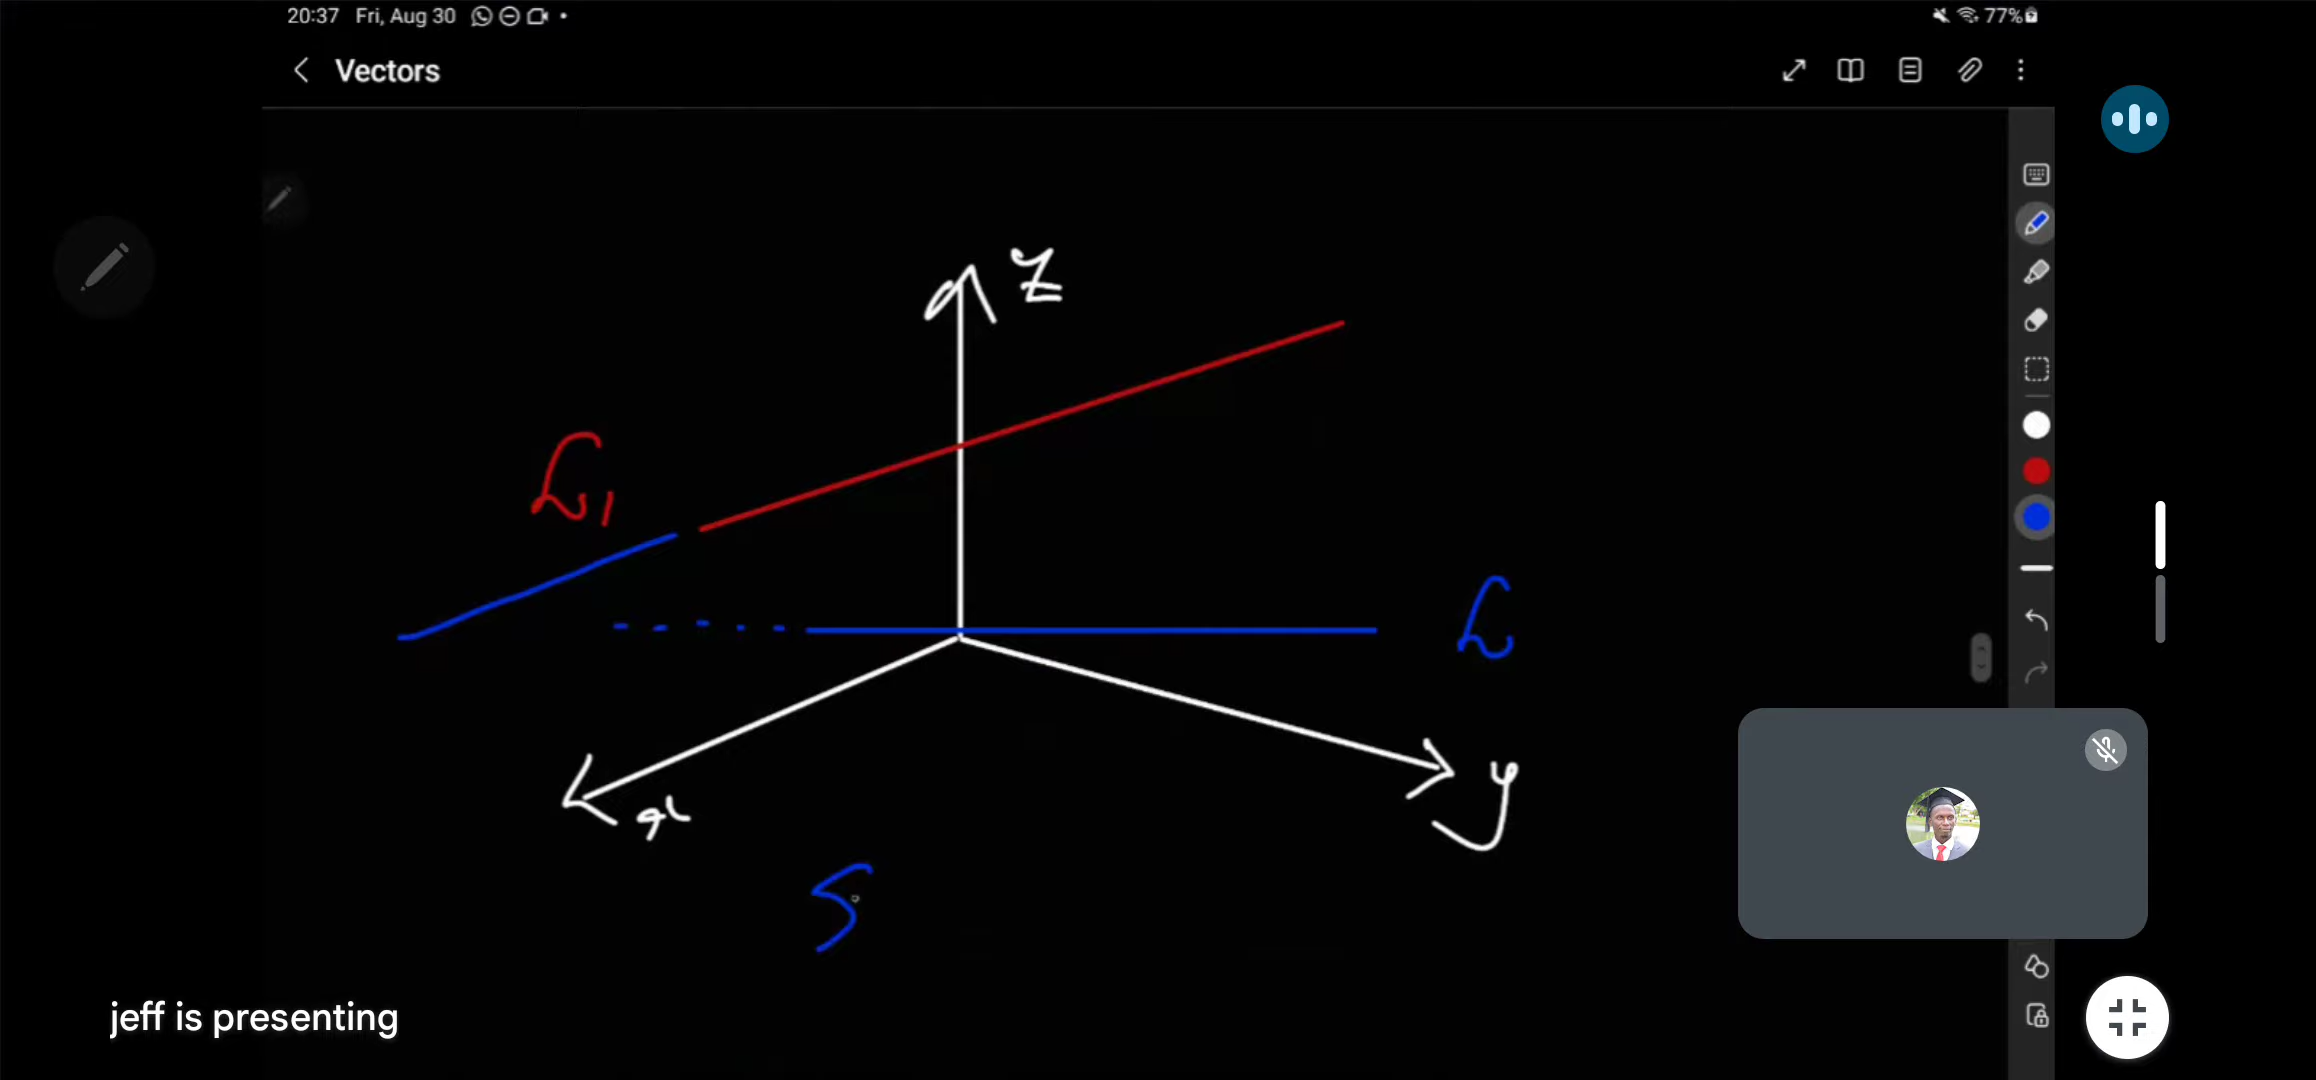 20:37 Fri, Aug 30
77%
Vectors
z
L1
L
x
y
S
jeff is presenting